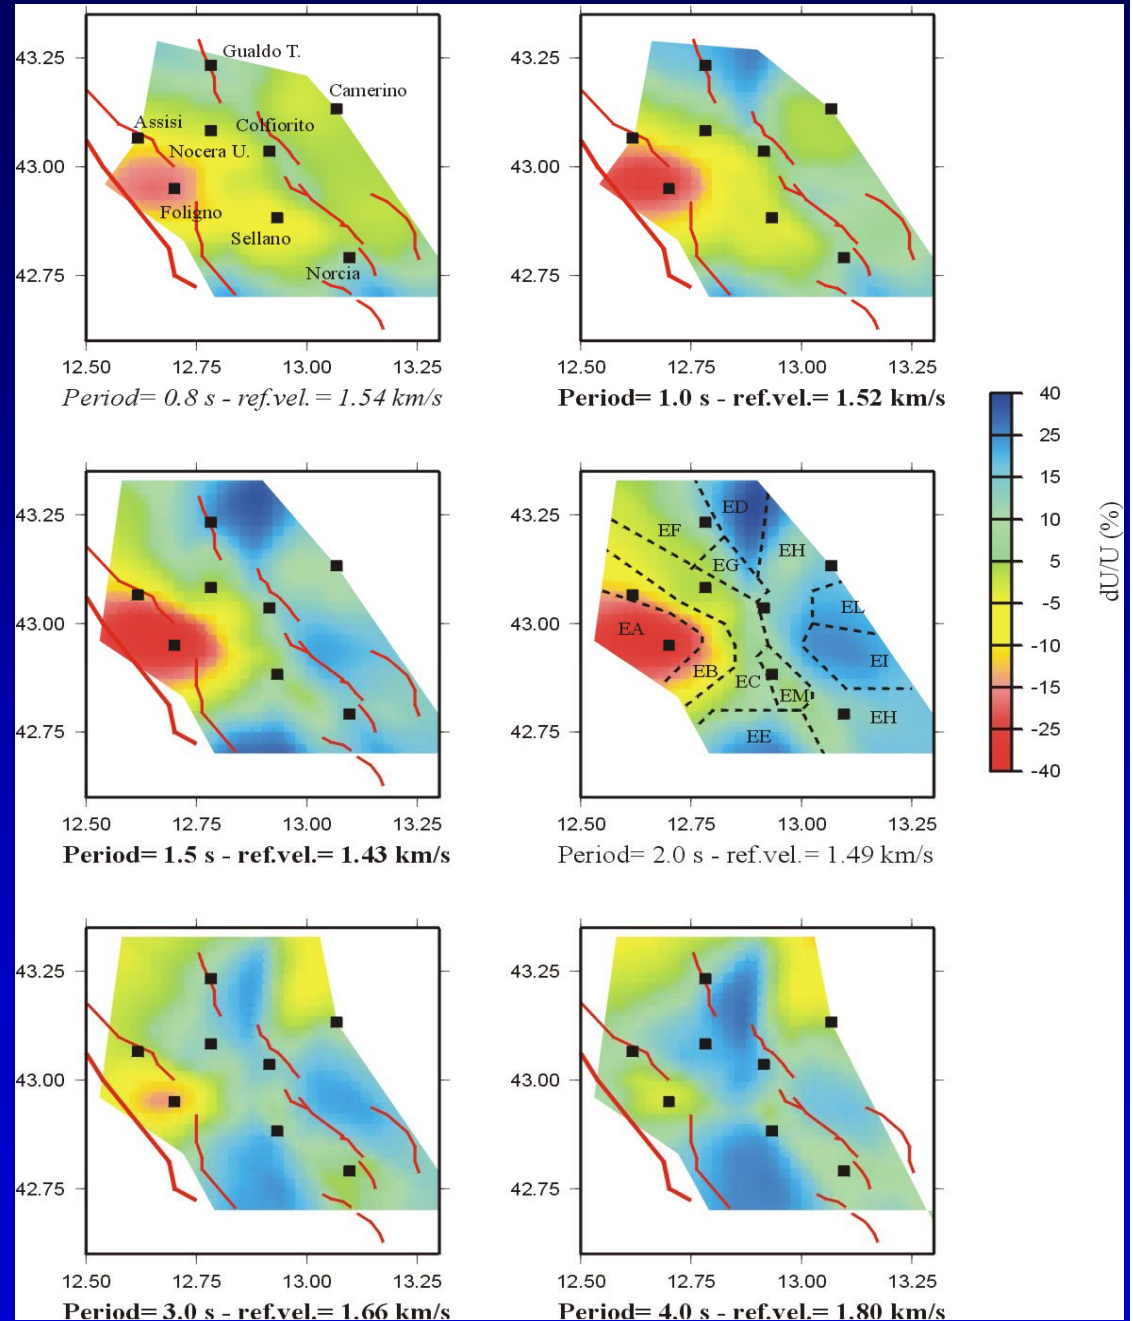 43.25
43.00
42.75
Gualdo T.
Camerino
Assisi
Colfiorito
Nocera U.
Foligno
Sellano
Norcia
12.50 12.75 13.00 13.25
Period= 0.8 s - ref.vel. = 1.54 km/s
43.25
43.00
42.75
12.50 12.75 13.00 13.25
Period= 1.0 s - ref.vel.= 1.52 km/s
43.25
43.00
42.75
12.50 12.75 13.00 13.25
Period= 1.5 s - ref.vel.= 1.43 km/s
43.25
43.00
42.75
ED
EF
EH
EG
EL
EA
EI
EB
EC
EM
EH
EE
12.50 12.75 13.00 13.25
Period= 2.0 s - ref.vel.= 1.49 km/s
40
25
15
10
5
-5
-10
-15
-25
-40
dU/U (%)
43.25
43.00
42.75
12.50 12.75 13.00 13.25
Period= 3.0 s - ref.vel.= 1.66 km/s
43.25
43.00
42.75
12.50 12.75 13.00 13.25
Period= 4.0 s - ref.vel.= 1.80 km/s